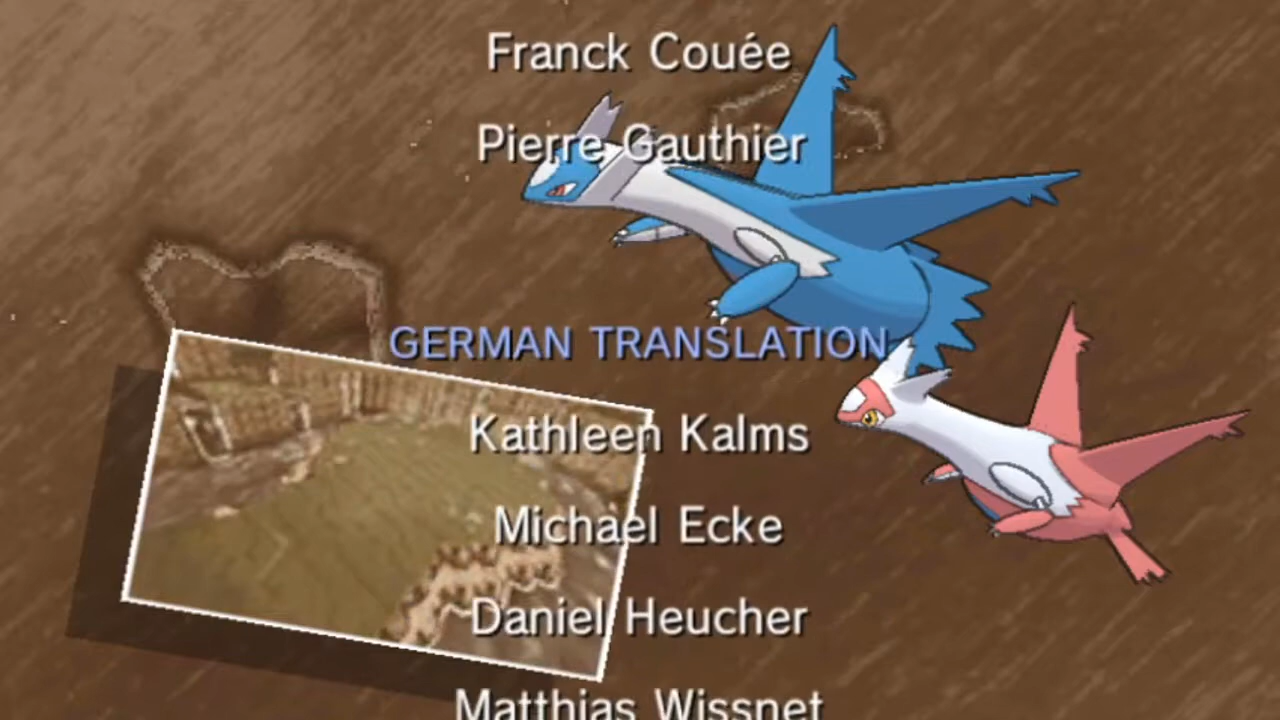 Franck Couée
Pierre Gauthier
GERMAN TRANSLATION
Kathleen Kalms
Michael Ecke
Daniel Heucher
Matthias Wissnet